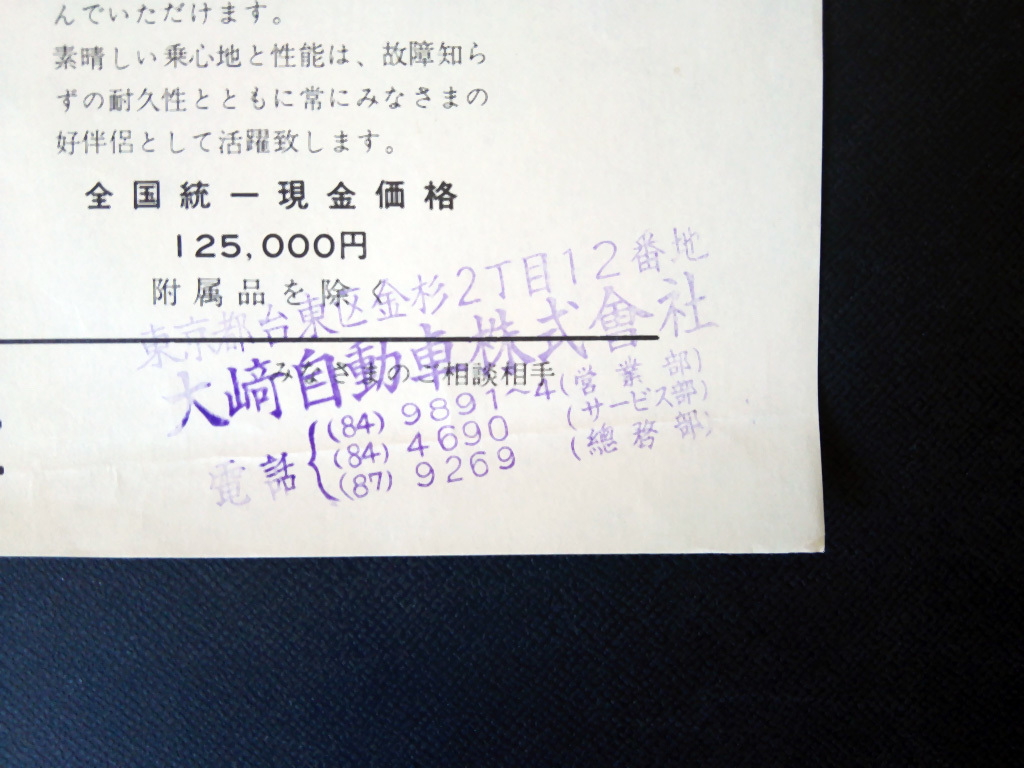 んでいただけます。
素晴しい乗心地と性能は、故障知ら
ずの耐久性とともに常にみなさまの
好伴侶として活躍致します。
全国統一現金価格
125,000円
附属品を除く
東京都台東区金杉2丁目12番地
みなさまのご相談相手
大﨑自動車株式會社
電話
(84) 9891~4 (営業部)
(84) 4690 (サービス部)
(87) 9269 (總務部)